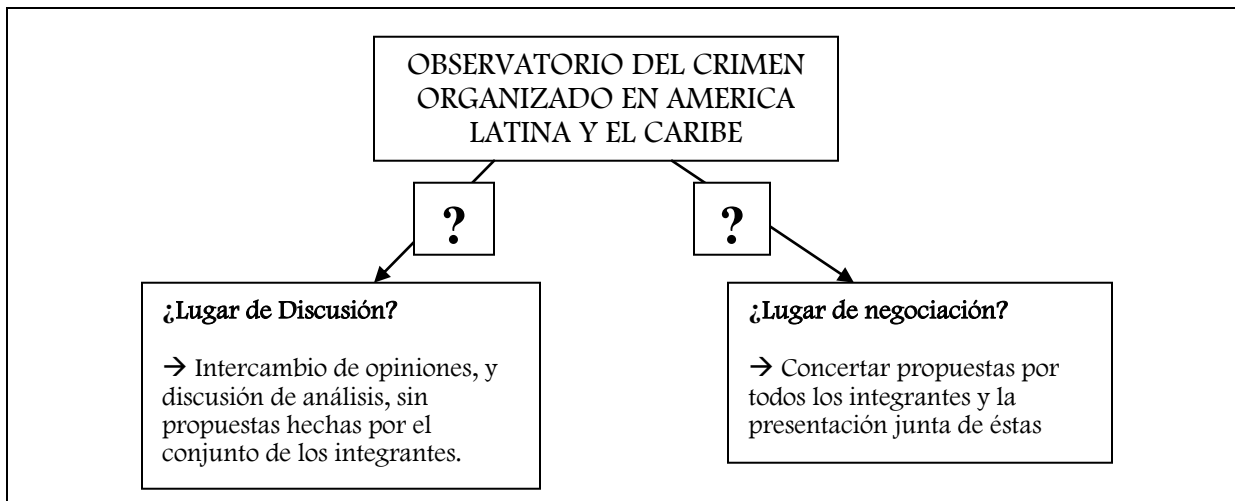 OBSERVATORIO DEL CRIMEN
ORGANIZADO EN AMERICA
LATINA Y EL CARIBE
?
?
¿Lugar de Discusión?
→ Intercambio de opiniones, y
discusión de análisis, sin
propuestas hechas por el
conjunto de los integrantes.
¿Lugar de negociación?
→ Concertar propuestas por
todos los integrantes y la
presentación junta de éstas